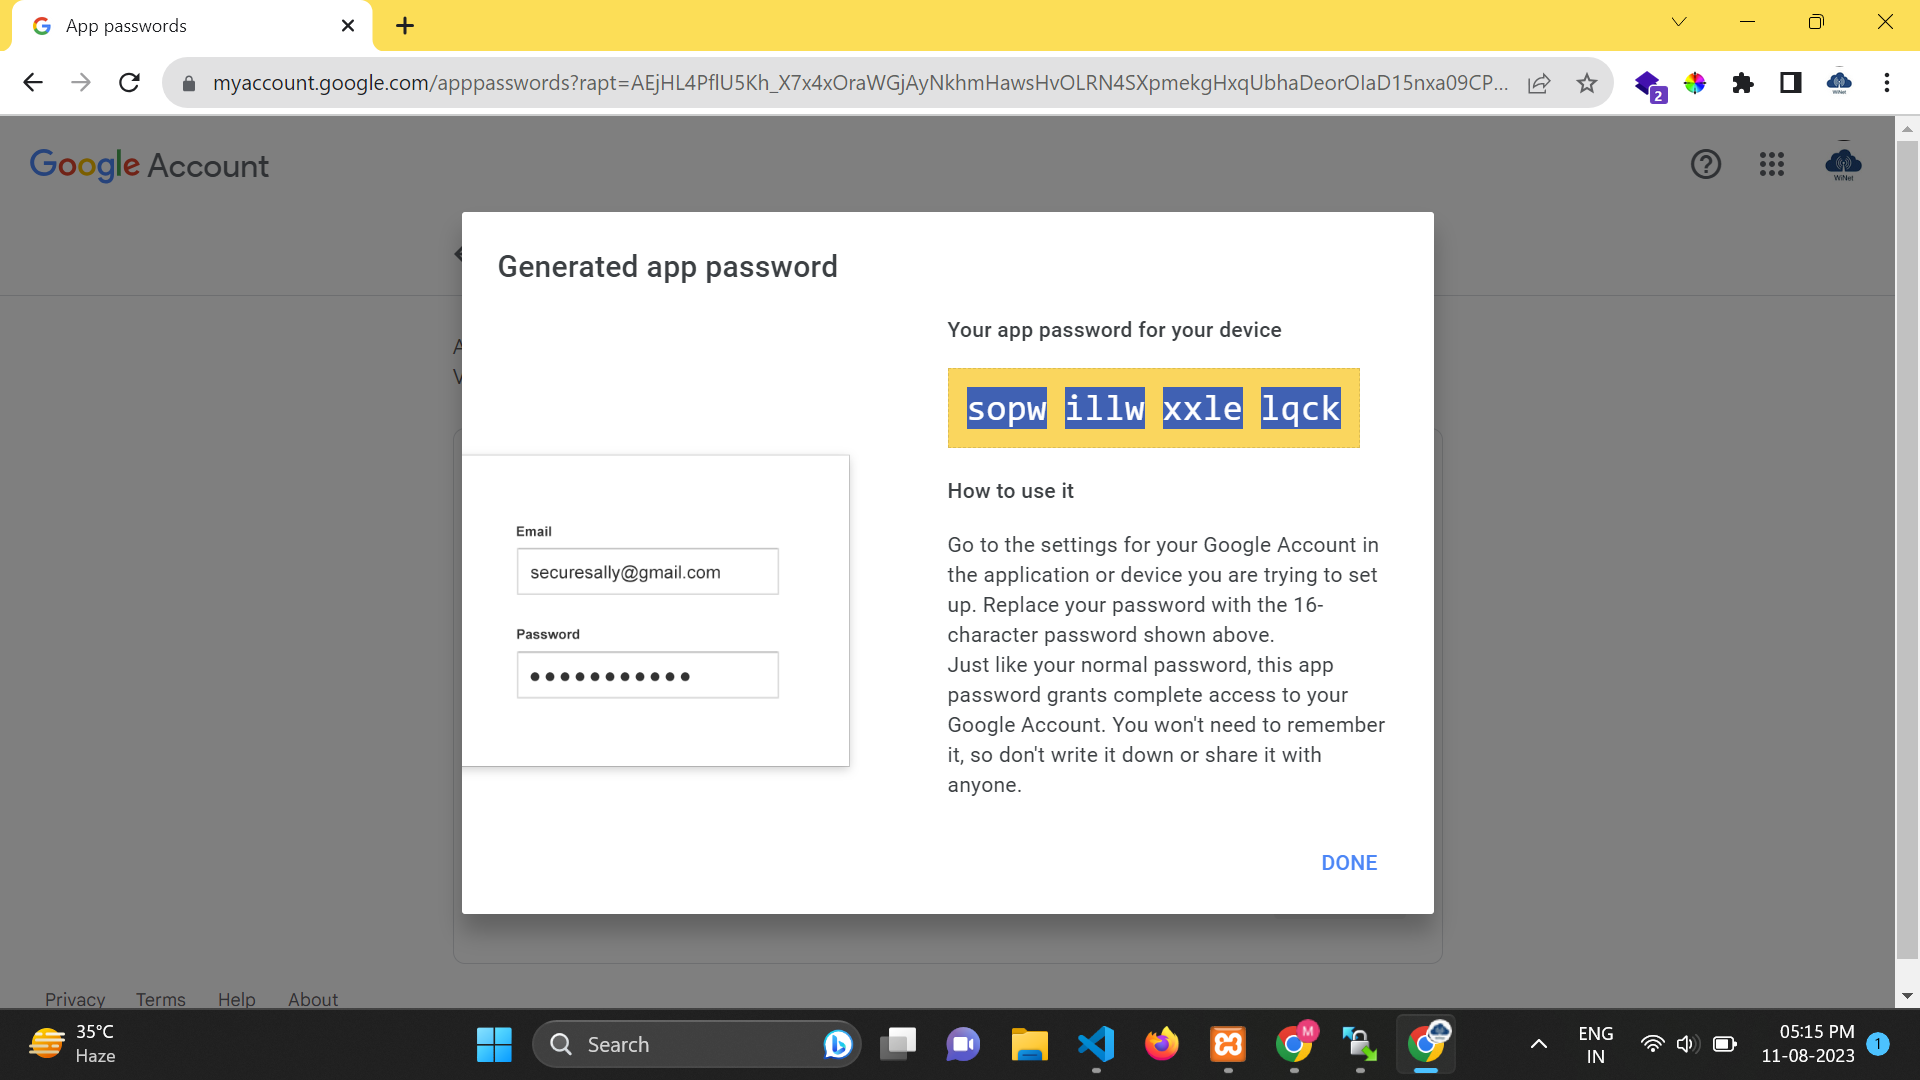 App passwords
myaccount.google.com/apppasswords?rapt=AEjHL4PflU5Kh_X7x4xOraWGjAyNkhmHawsHvOLRN4SXpmekgHxqUbhaDeorOIaD15nxa09CP...
2
Google Account
WiNet
Generated app password
Your app password for your device
sopw illw xxle lqck
How to use it
Go to the settings for your Google Account in
the application or device you are trying to set
up. Replace your password with the 16-
character password shown above.
Just like your normal password, this app
password grants complete access to your
Google Account. You won't need to remember
it, so don't write it down or share it with
anyone.
Email
securesally@gmail.com
Password
DONE
Privacy Terms Help About
35°C
Haze
Search
M
ENG
IN
05:15 PM
11-08-2023
1